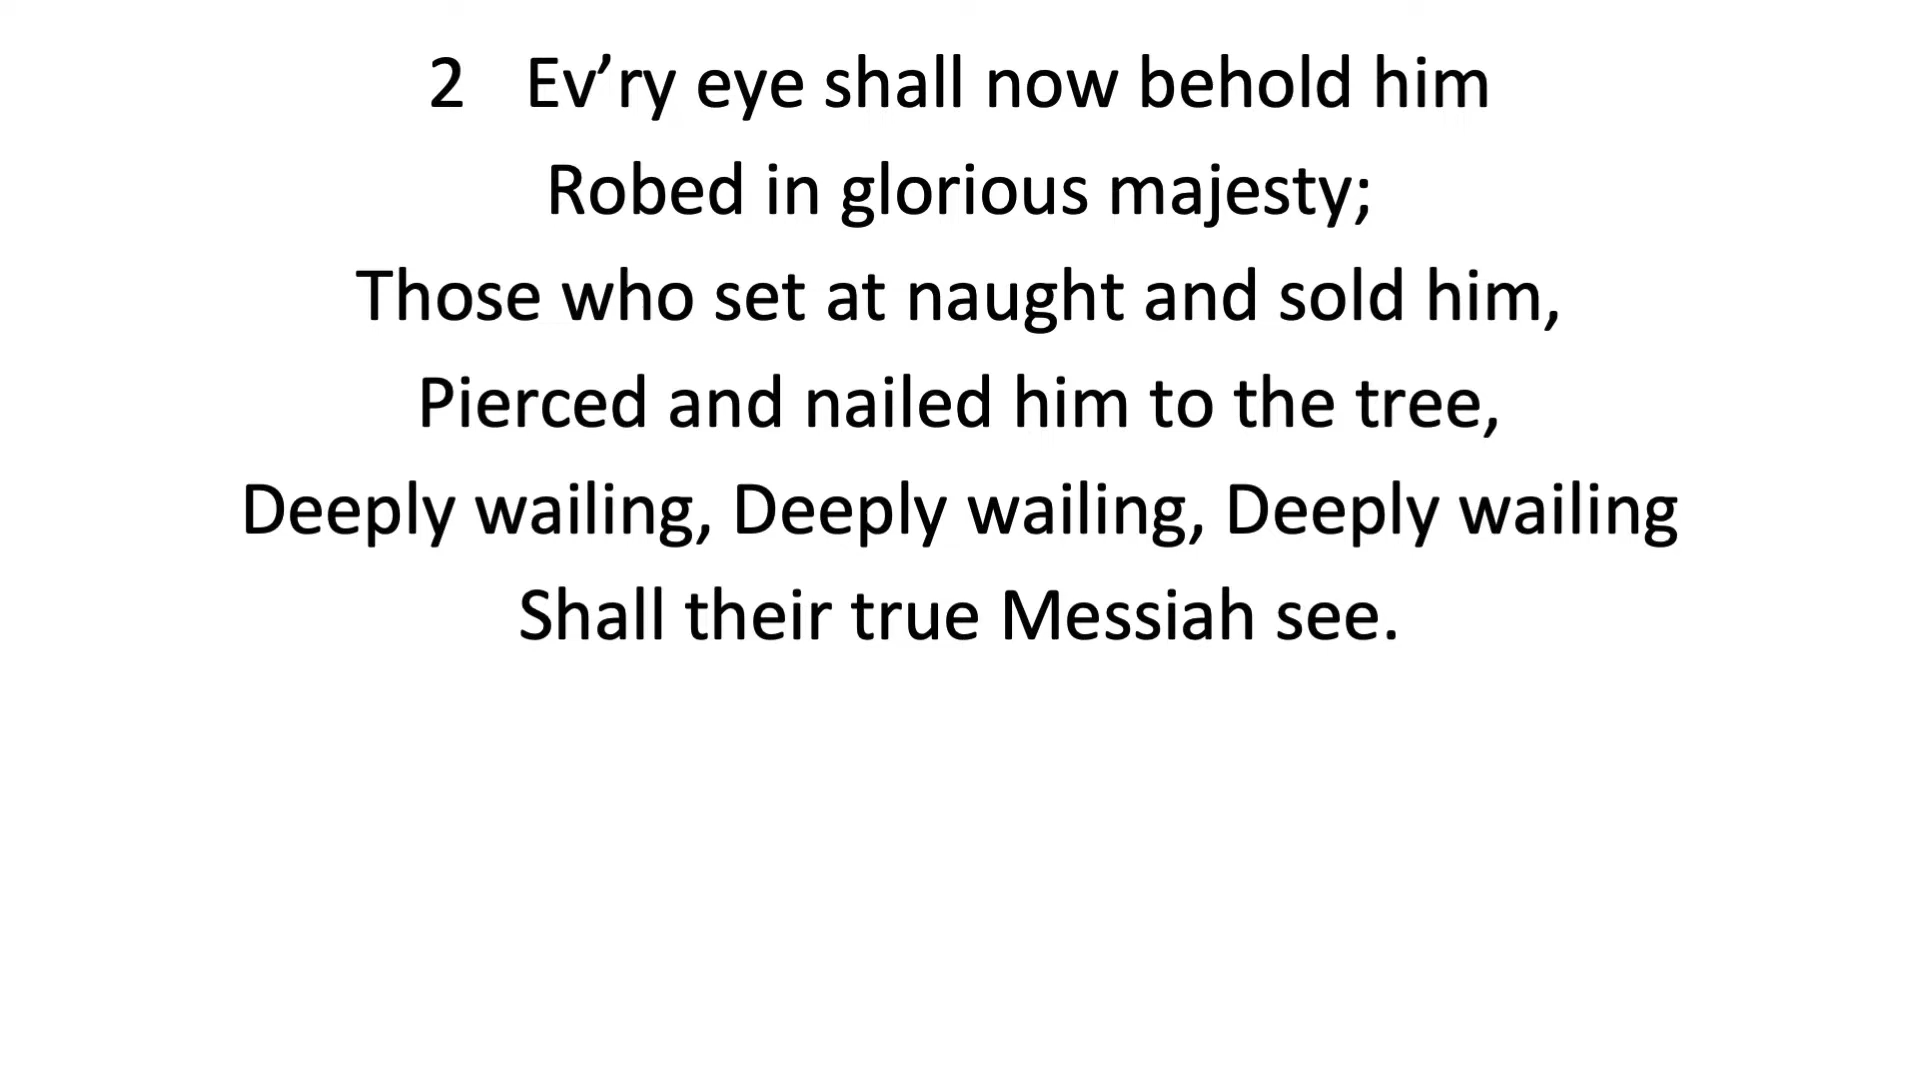 2 Ev’ry eye shall now behold him
Robed in glorious majesty;
Those who set at naught and sold him,
Pierced and nailed him to the tree,
Deeply wailing, Deeply wailing, Deeply wailing
Shall their true Messiah see.